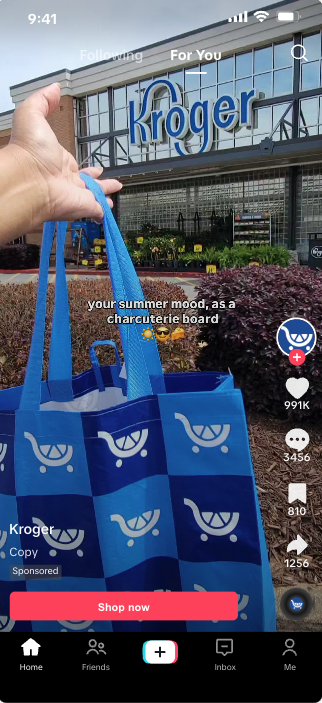 9:41
Following
For You
Kroger
your summer mood, as a
charcuterie board
☀️😎🧀
991K
3456
810
1256
Kroger
Copy
Sponsored
Shop now
Home
Friends
Inbox
Me